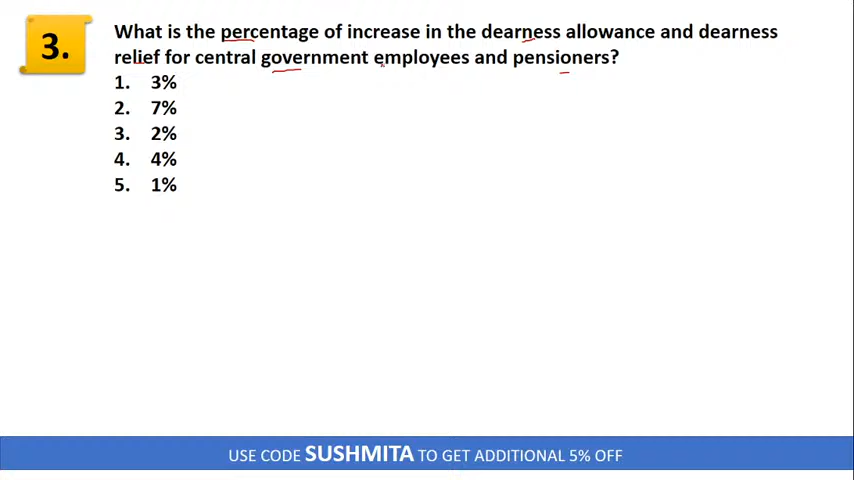 3.
What is the percentage of increase in the dearness allowance and dearness
relief for central government employees and pensioners?
1. 3%
2. 7%
3. 2%
4. 4%
5. 1%
USE CODE SUSHMITA TO GET ADDITIONAL 5% OFF